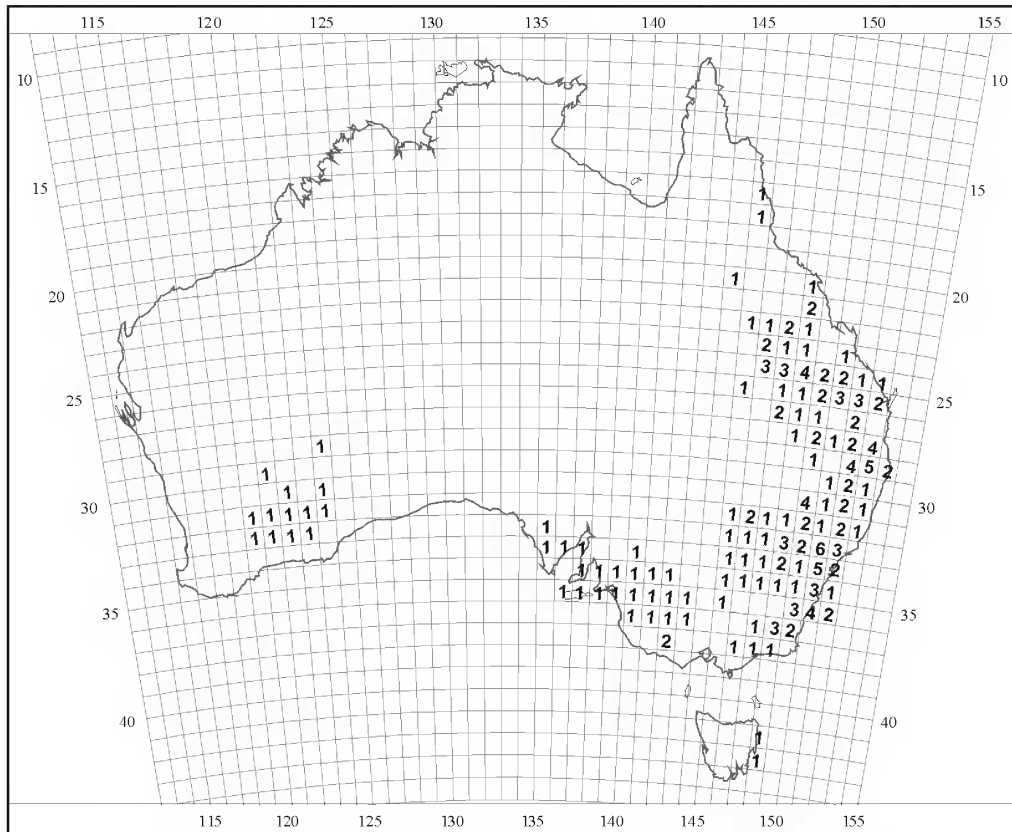 115 120 125 130 135 140 145 150 155
10 10
15 15
1
1
20 1 1 20
2
1 1 2 1
2 1 1 1
3 3 4 2 2 1 1
25 1 1 1 2 3 3 2 25
2 1 1 2
1 2 1 2 4
1 1 4 5 2
1 1 2 1
1 1 4 1 2 1
30 1 1 1 1 1 1 2 1 1 2 1 2 1 30
1 1 1 1 1 1 1 1 1 1 3 2 6 3
1 1 1 1 2 1 5 2
1 1 1 1 1 1 1 1 1 1 1 1 3 1
35 1 1 1 1 1 1 1 1 1 3 4 2 35
1 1 1 1 1 3 2
2 1 1 1
40 40
1
1
115 120 125 130 135 140 145 150 155